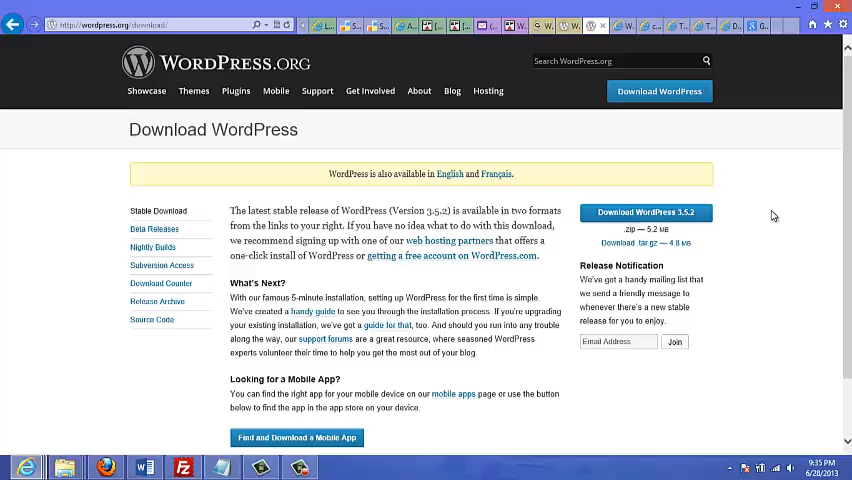 http://wordpress.org/download/
WORDPRESS.ORG
Search WordPress.org
Showcase Themes Plugins Mobile Support Get Involved About Blog Hosting
Download WordPress
Download WordPress
WordPress is also available in English and Français.
Stable Download
Beta Releases
Nightly Builds
Subversion Access
Download Counter
Release Archive
Source Code
The latest stable release of WordPress (Version 3.5.2) is available in two formats
from the links to your right. If you have no idea what to do with this download,
we recommend signing up with one of our web hosting partners that offers a
one-click install of WordPress or getting a free account on WordPress.com.
What's Next?
With our famous 5-minute installation, setting up WordPress for the first time is simple.
We've created a handy guide to see you through the installation process. If you're upgrading
your existing installation, we've got a guide for that, too. And should you run into any trouble
along the way, our support forums are a great resource, where seasoned WordPress
experts volunteer their time to help you get the most out of your blog.
Looking for a Mobile App?
You can find the right app for your mobile device on our mobile apps page or use the button
below to find the app in the app store on your device.
Find and Download a Mobile App
Download WordPress 3.5.2
.zip — 5.2 MB
Download .tar.gz — 4.8 MB
Release Notification
We've got a handy mailing list that
we send a friendly message to
whenever there's a new stable
release for you to enjoy.
Email Address Join
9:35 PM
6/28/2013